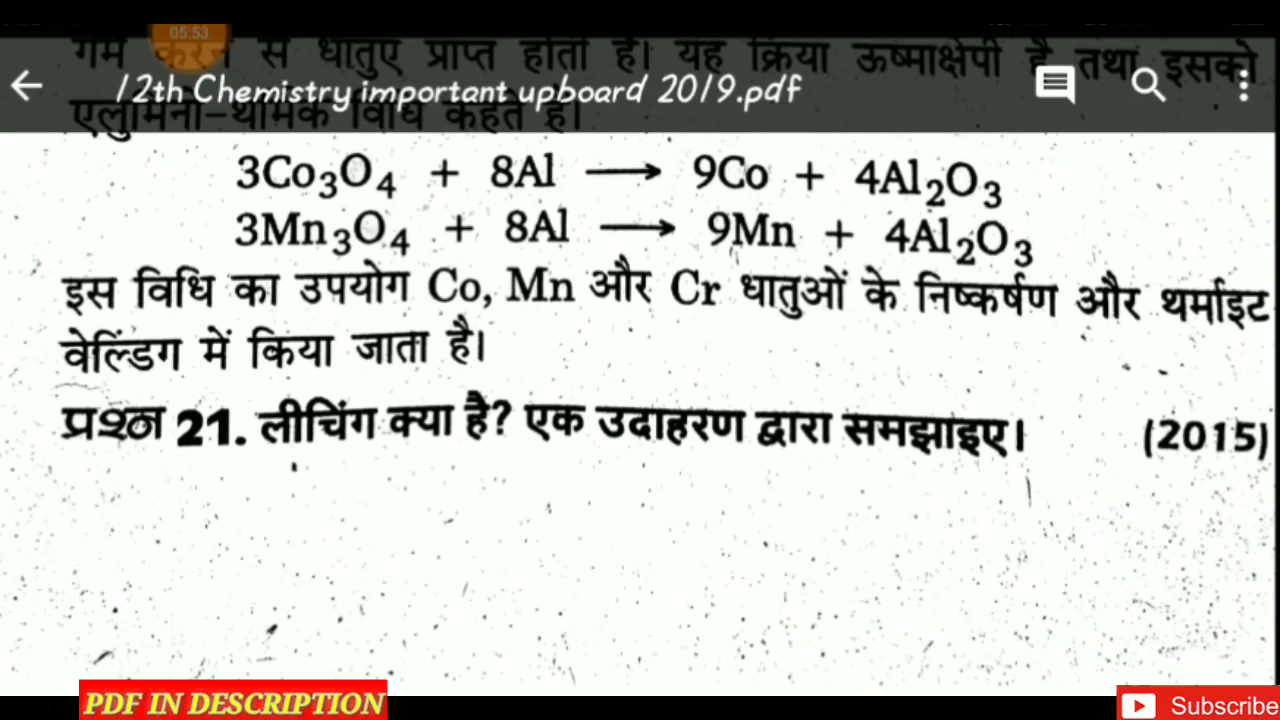 05:53
गर्म करने से धातुएँ प्राप्त होती हैं। यह क्रिया ऊष्माक्षेपी है तथा इसको
12th Chemistry important upboard 2019.pdf
एलुमिनो-थर्मिक विधि कहते हैं।
3Co₃O₄ + 8Al ⟶ 9Co + 4Al₂O₃
3Mn₃O₄ + 8Al ⟶ 9Mn + 4Al₂O₃
इस विधि का उपयोग Co, Mn और Cr धातुओं के निष्कर्षण और थर्माइट
वेल्डिंग में किया जाता है।
प्रश्न 21. लीचिंग क्या है? एक उदाहरण द्वारा समझाइए। (2015)
PDF IN DESCRIPTION
Subscribe